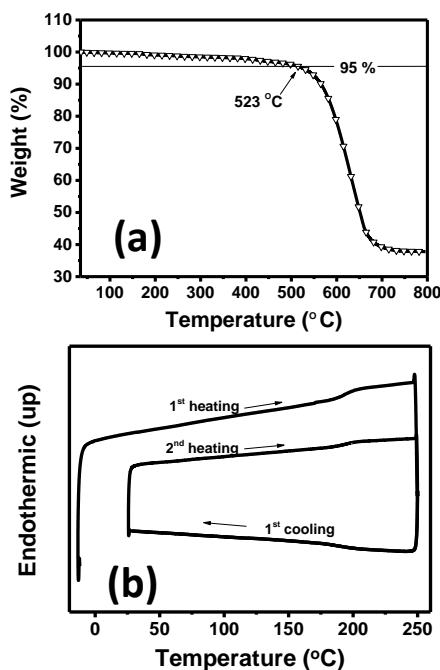 110
100
90
80
70
60
50
40
30
Weight (%)
95 %
523 °C
(a)
100 200 300 400 500 600 700 800
Temperature (°C)
Endothermic (up)
1st heating
2nd heating
1st cooling
(b)
0 50 100 150 200 250
Temperature (°C)